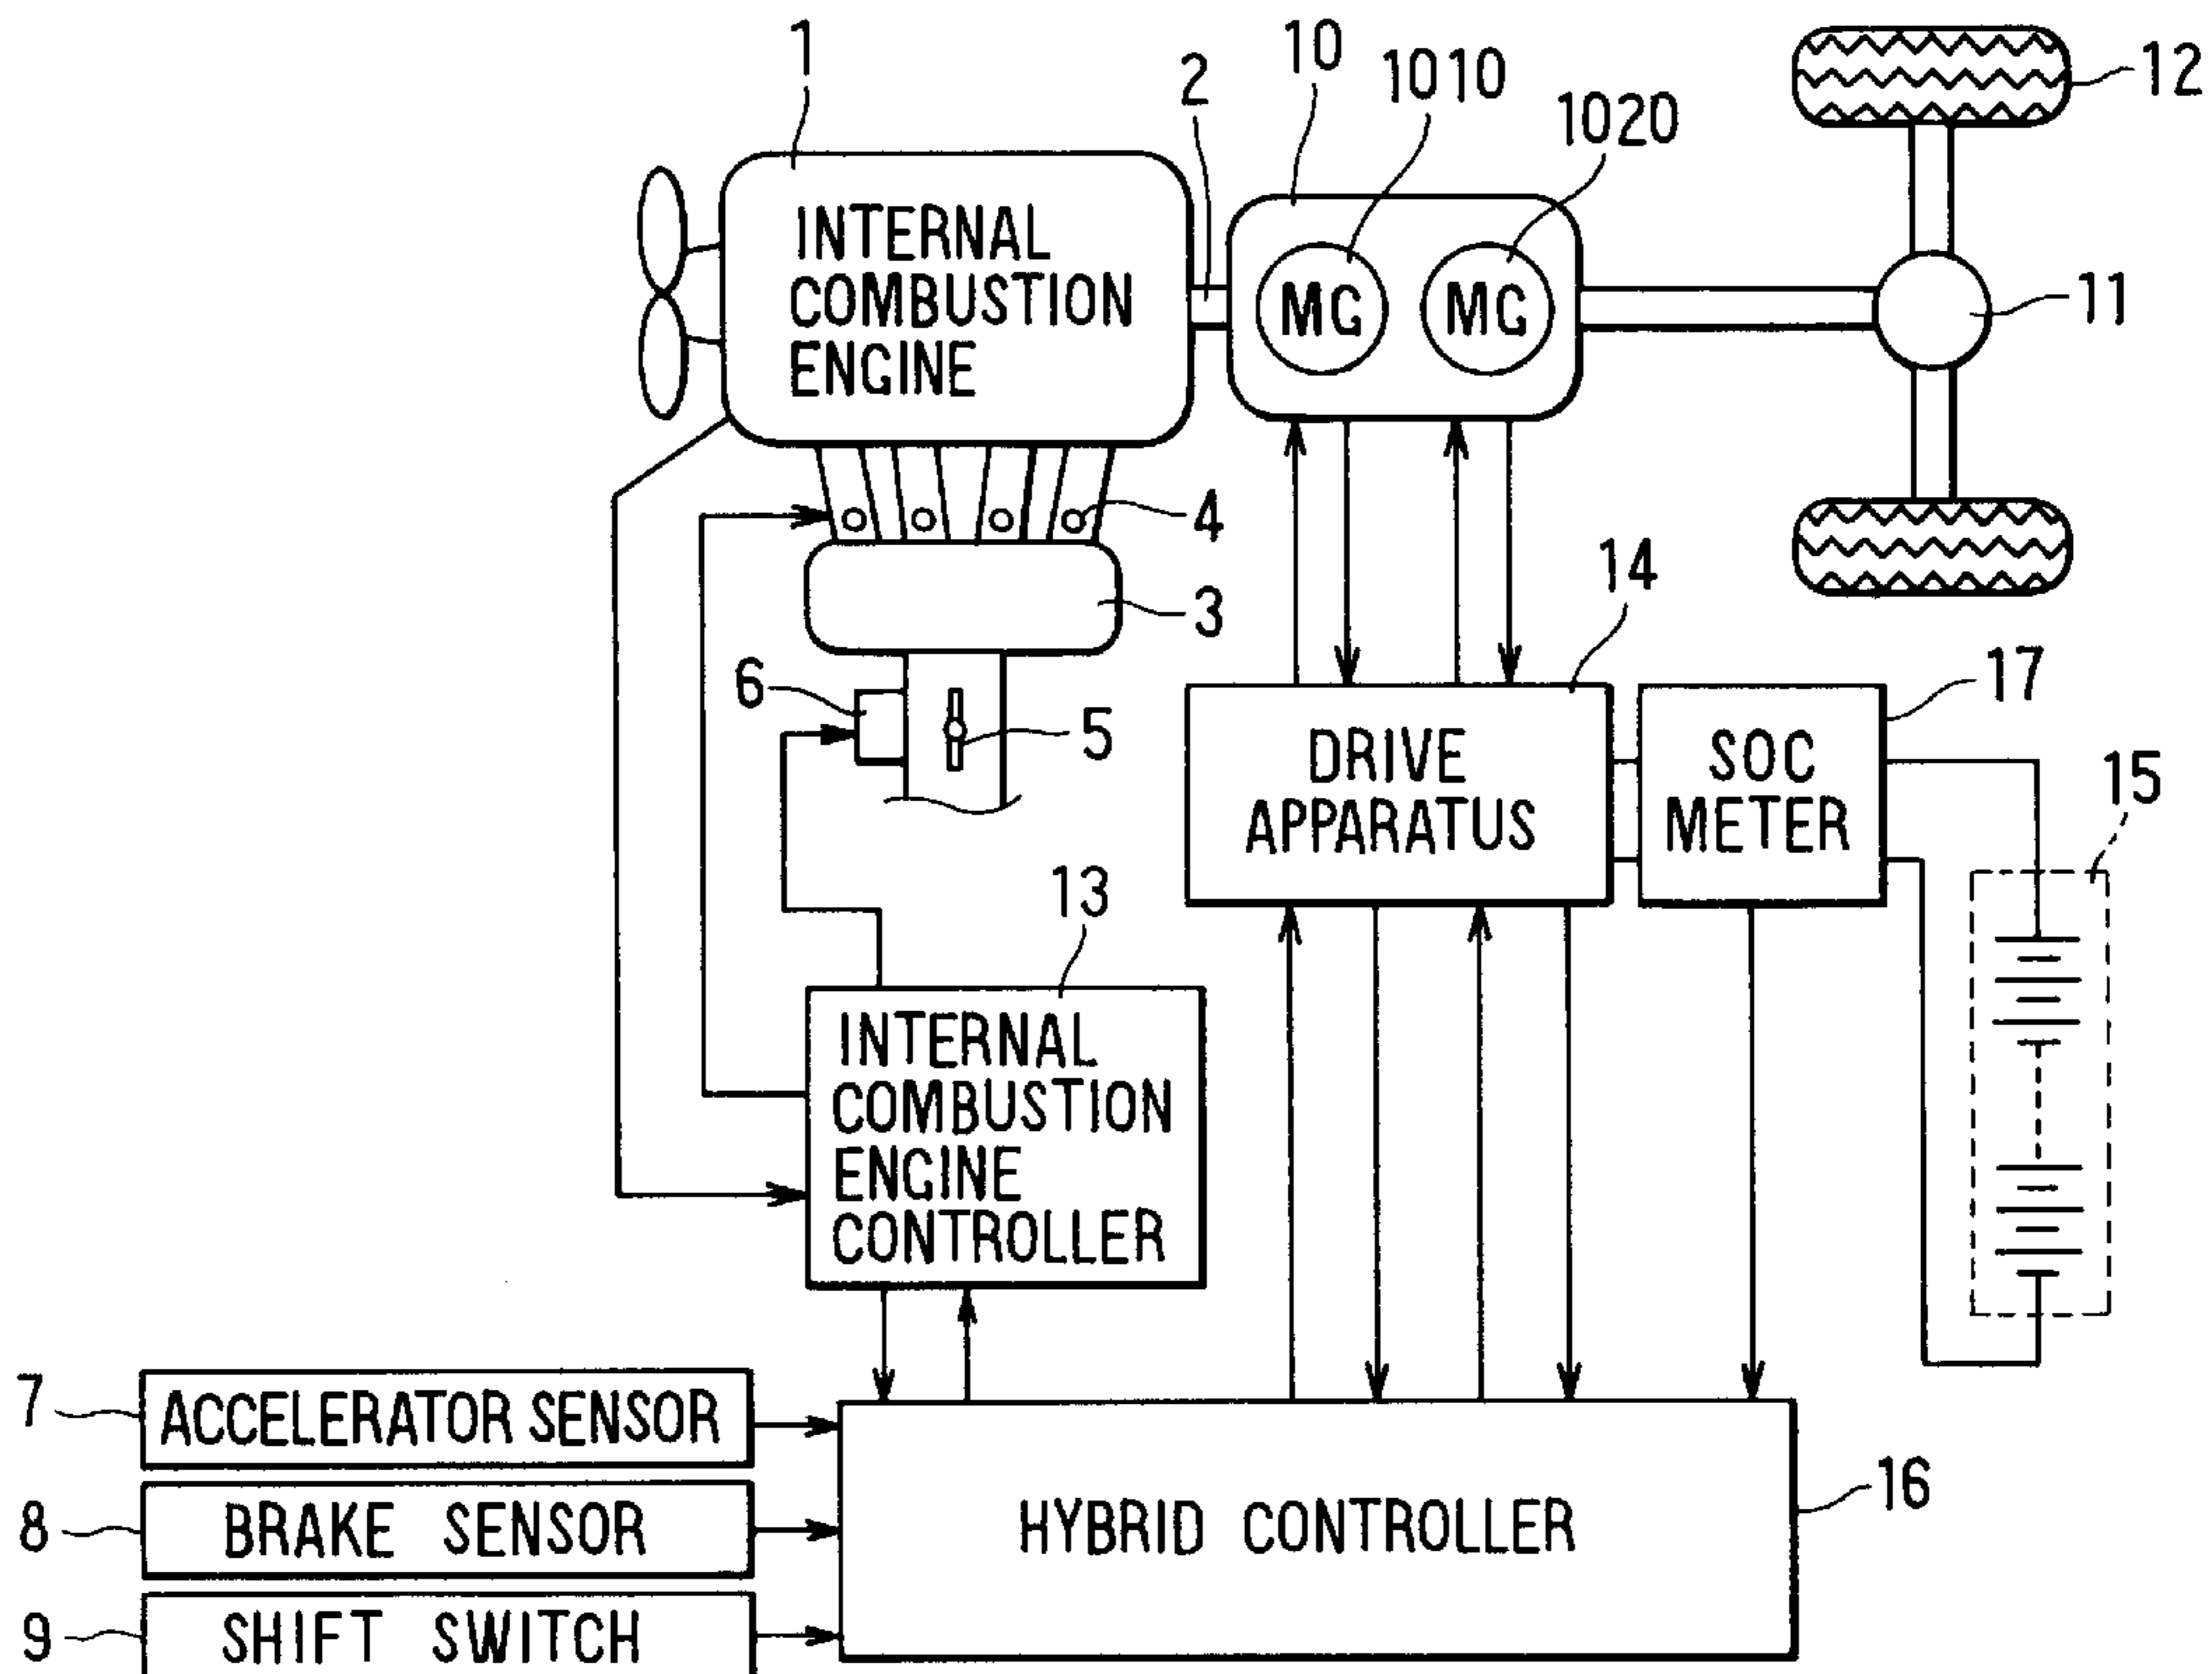 1
2
10
1010
1020
12
INTERNAL
COMBUSTION
ENGINE
MG
MG
11
4
3
14
6
5
17
DRIVE
APPARATUS
SOC
METER
15
13
INTERNAL
COMBUSTION
ENGINE
CONTROLLER
7
ACCELERATOR SENSOR
8
BRAKE SENSOR
9
SHIFT SWITCH
HYBRID CONTROLLER
16